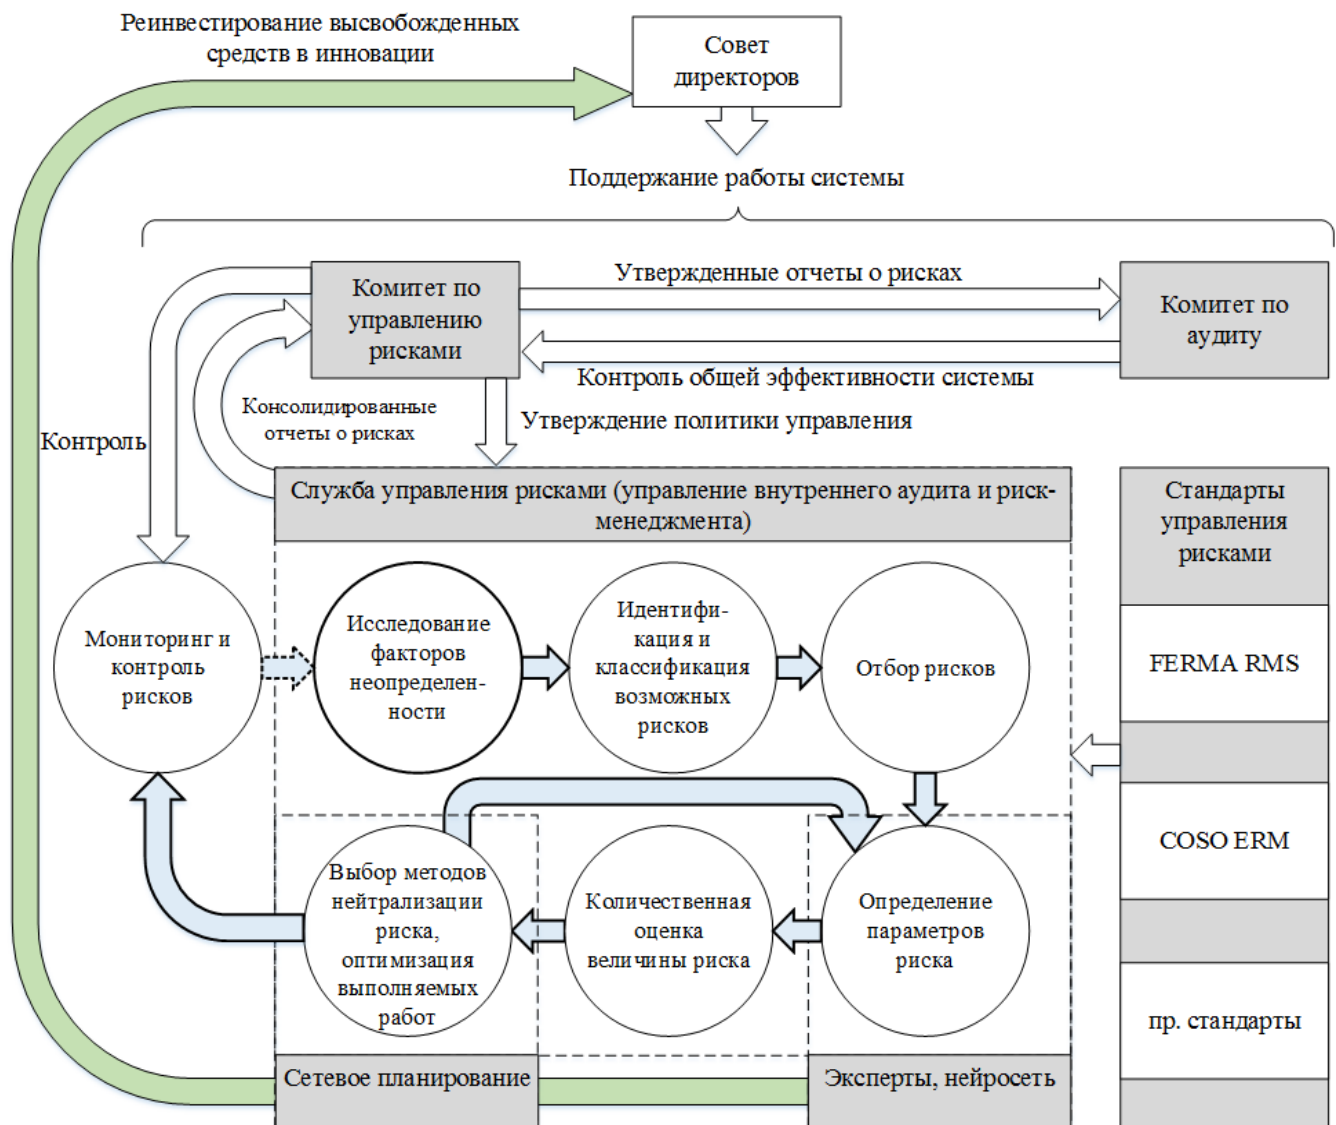 Реинвестирование высвобожденных
средств в инновации
Совет
директоров
Поддержание работы системы
Комитет по
управлению
рисками
Утвержденные отчеты о рисках
Комитет по
аудиту
Контроль общей эффективности системы
Консолидированные
отчеты о рисках
Утверждение политики управления
Контроль
Служба управления рисками (управление внутреннего аудита и риск-
менеджмента)
Стандарты
управления
рисками
FERMA RMS
COSO ERM
пр. стандарты
Мониторинг и
контроль
рисков
Исследование
факторов
неопределен-
ности
Идентифи-
кация и
классификация
возможных
рисков
Отбор рисков
Выбор методов
нейтрализации
риска,
оптимизация
выполняемых
работ
Количественная
оценка
величины риска
Определение
параметров
риска
Сетевое планирование
Эксперты, нейросеть